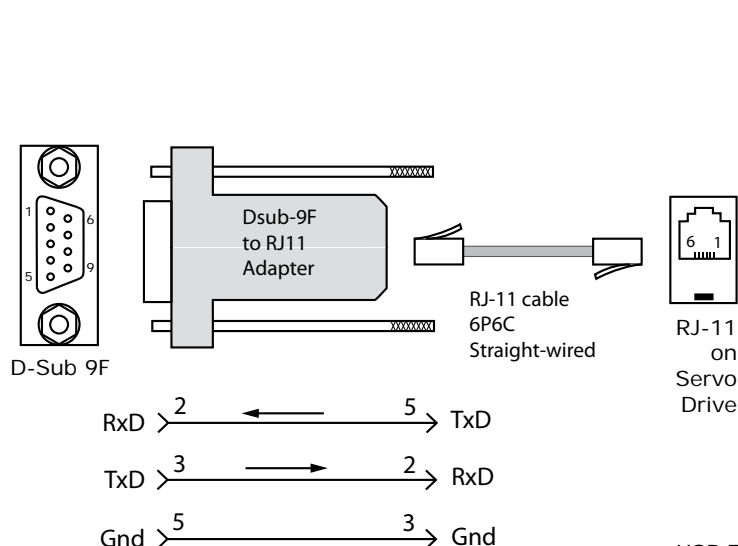 1
6
5
9
D-Sub 9F
Dsub-9F
to RJ11
Adapter
RJ-11 cable
6P6C
Straight-wired
6 1
RJ-11
on
Servo
Drive
RxD 2 5 TxD
TxD 3 2 RxD
Gnd 5 3 Gnd